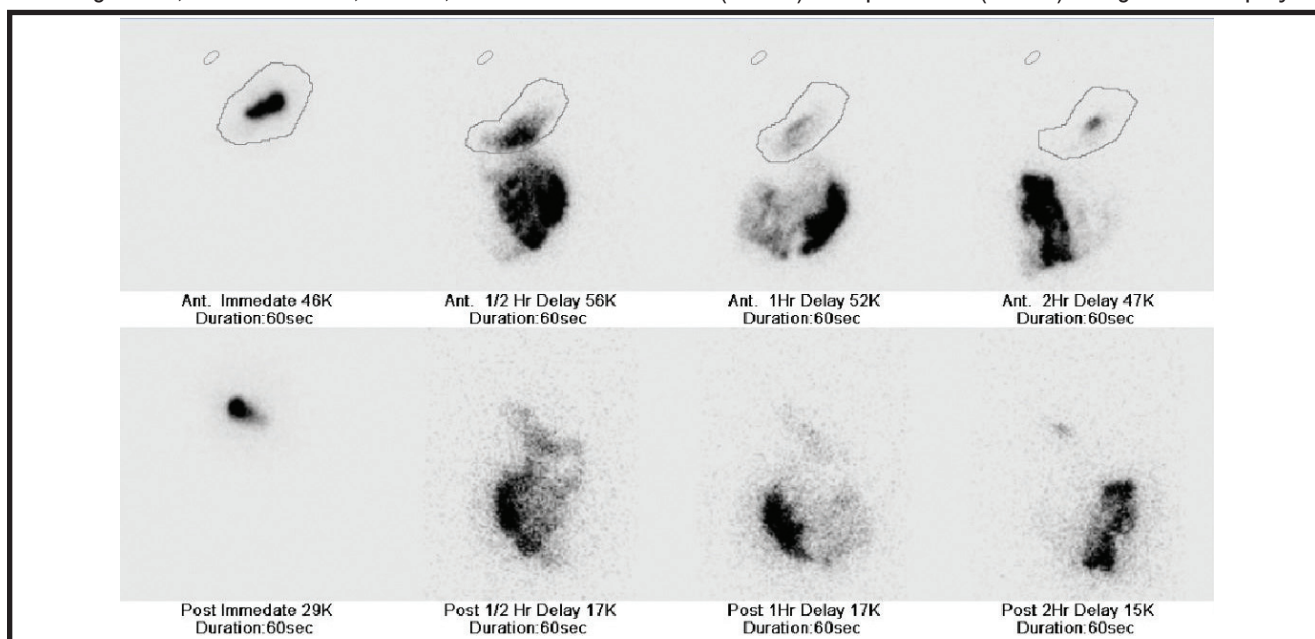 Ant. Immedate 46K
Duration:60sec
Ant. 1/2 Hr Delay 56K
Duration:60sec
Ant. 1Hr Delay 52K
Duration:60sec
Ant. 2Hr Delay 47K
Duration:60sec
Post Immedate 29K
Duration:60sec
Post 1/2 Hr Delay 17K
Duration:60sec
Post 1Hr Delay 17K
Duration:60sec
Post 2Hr Delay 15K
Duration:60sec